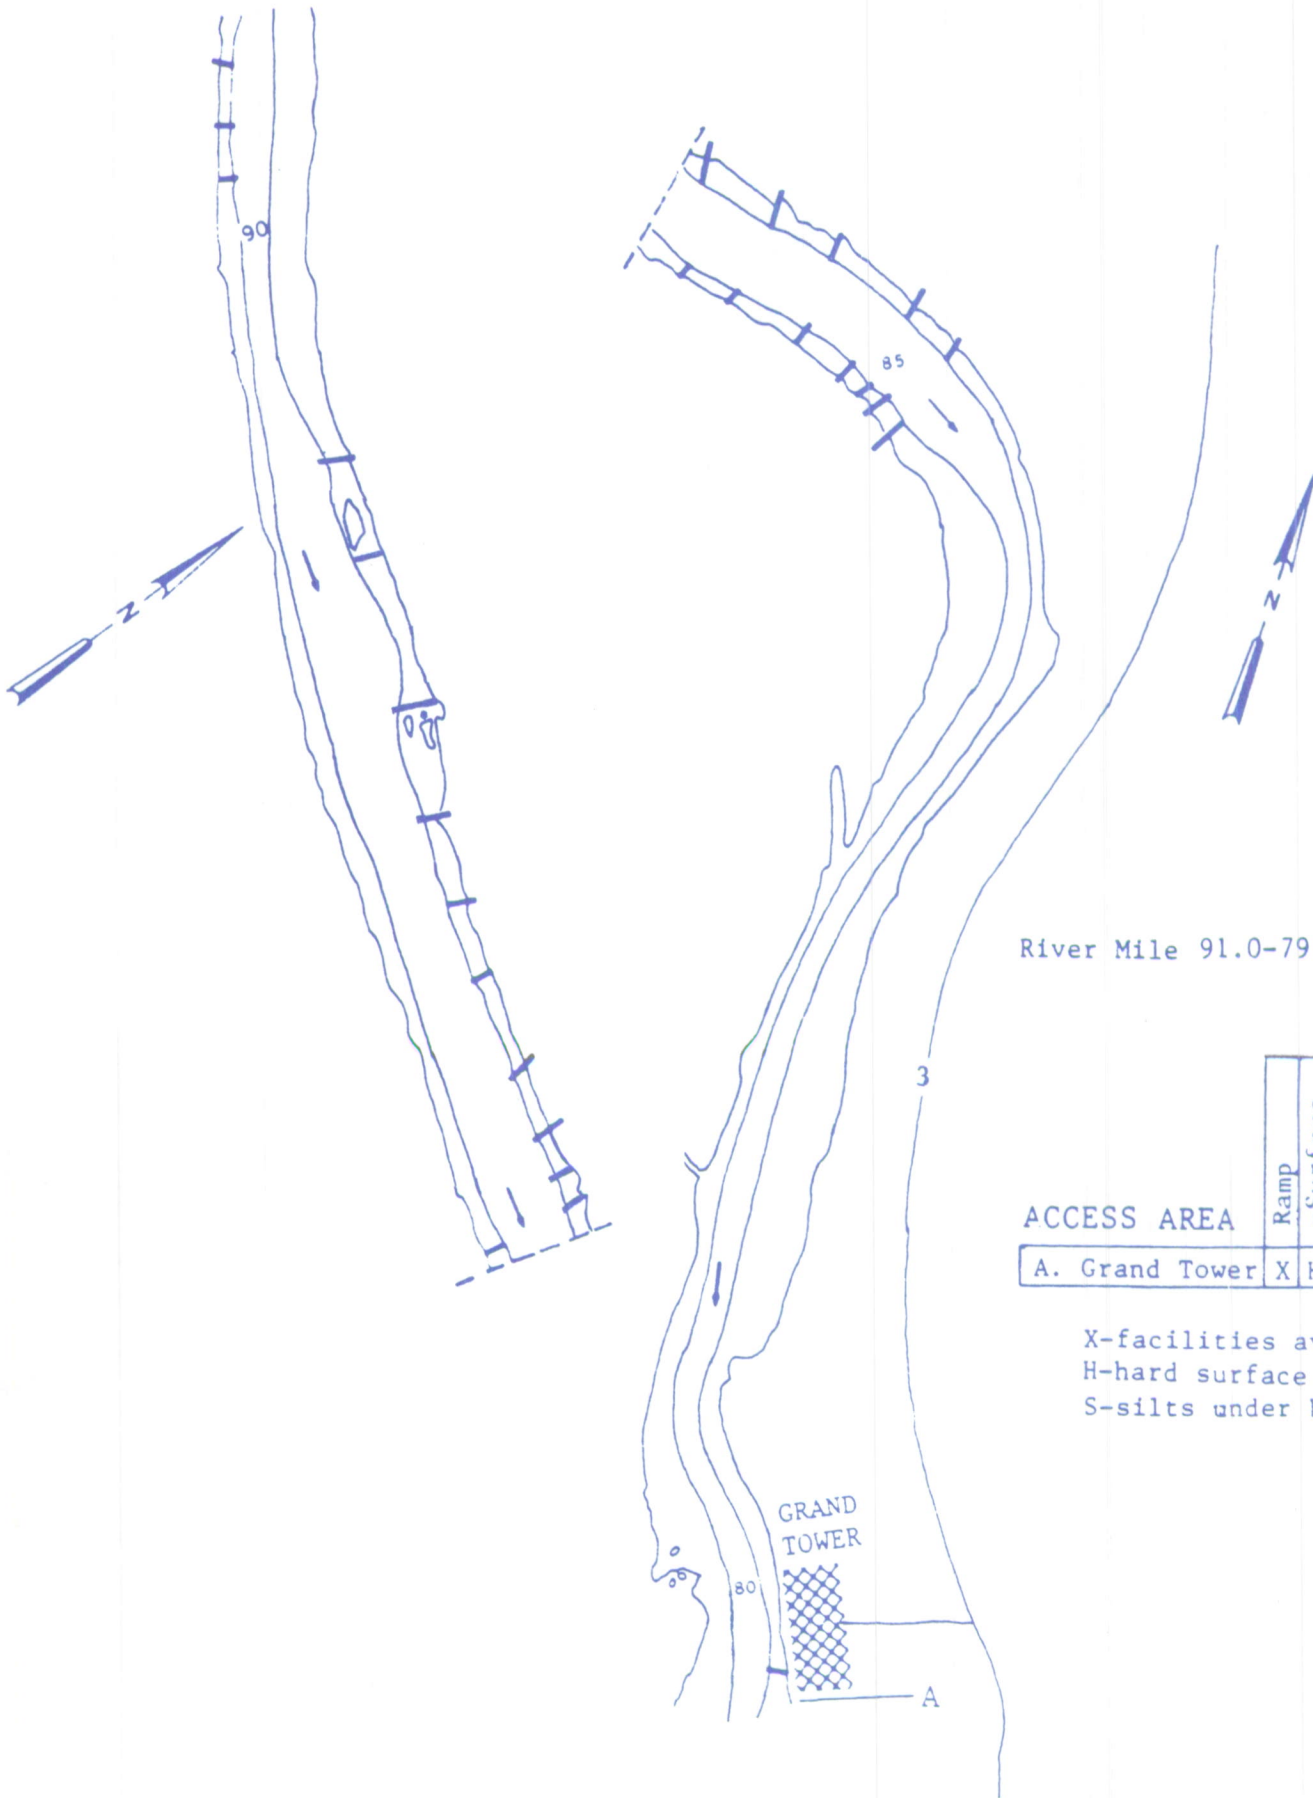 90
N
85
N
River Mile 91.0-79
3
Ramp
ACCESS AREA
A. Grand Tower X
X-facilities
H-hard surface
S-silts under
GRAND
TOWER
80
A